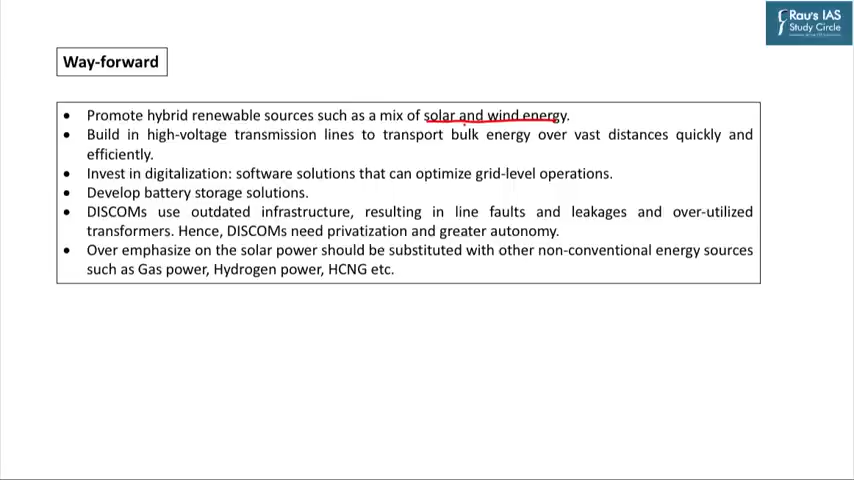 Rau's IAS
Study Circle
Way-forward
• Promote hybrid renewable sources such as a mix of solar and wind energy.
• Build in high-voltage transmission lines to transport bulk energy over vast distances quickly and
efficiently.
• Invest in digitalization: software solutions that can optimize grid-level operations.
• Develop battery storage solutions.
• DISCOMs use outdated infrastructure, resulting in line faults and leakages and over-utilized
transformers. Hence, DISCOMs need privatization and greater autonomy.
• Over emphasize on the solar power should be substituted with other non-conventional energy sources
such as Gas power, Hydrogen power, HCNG etc.